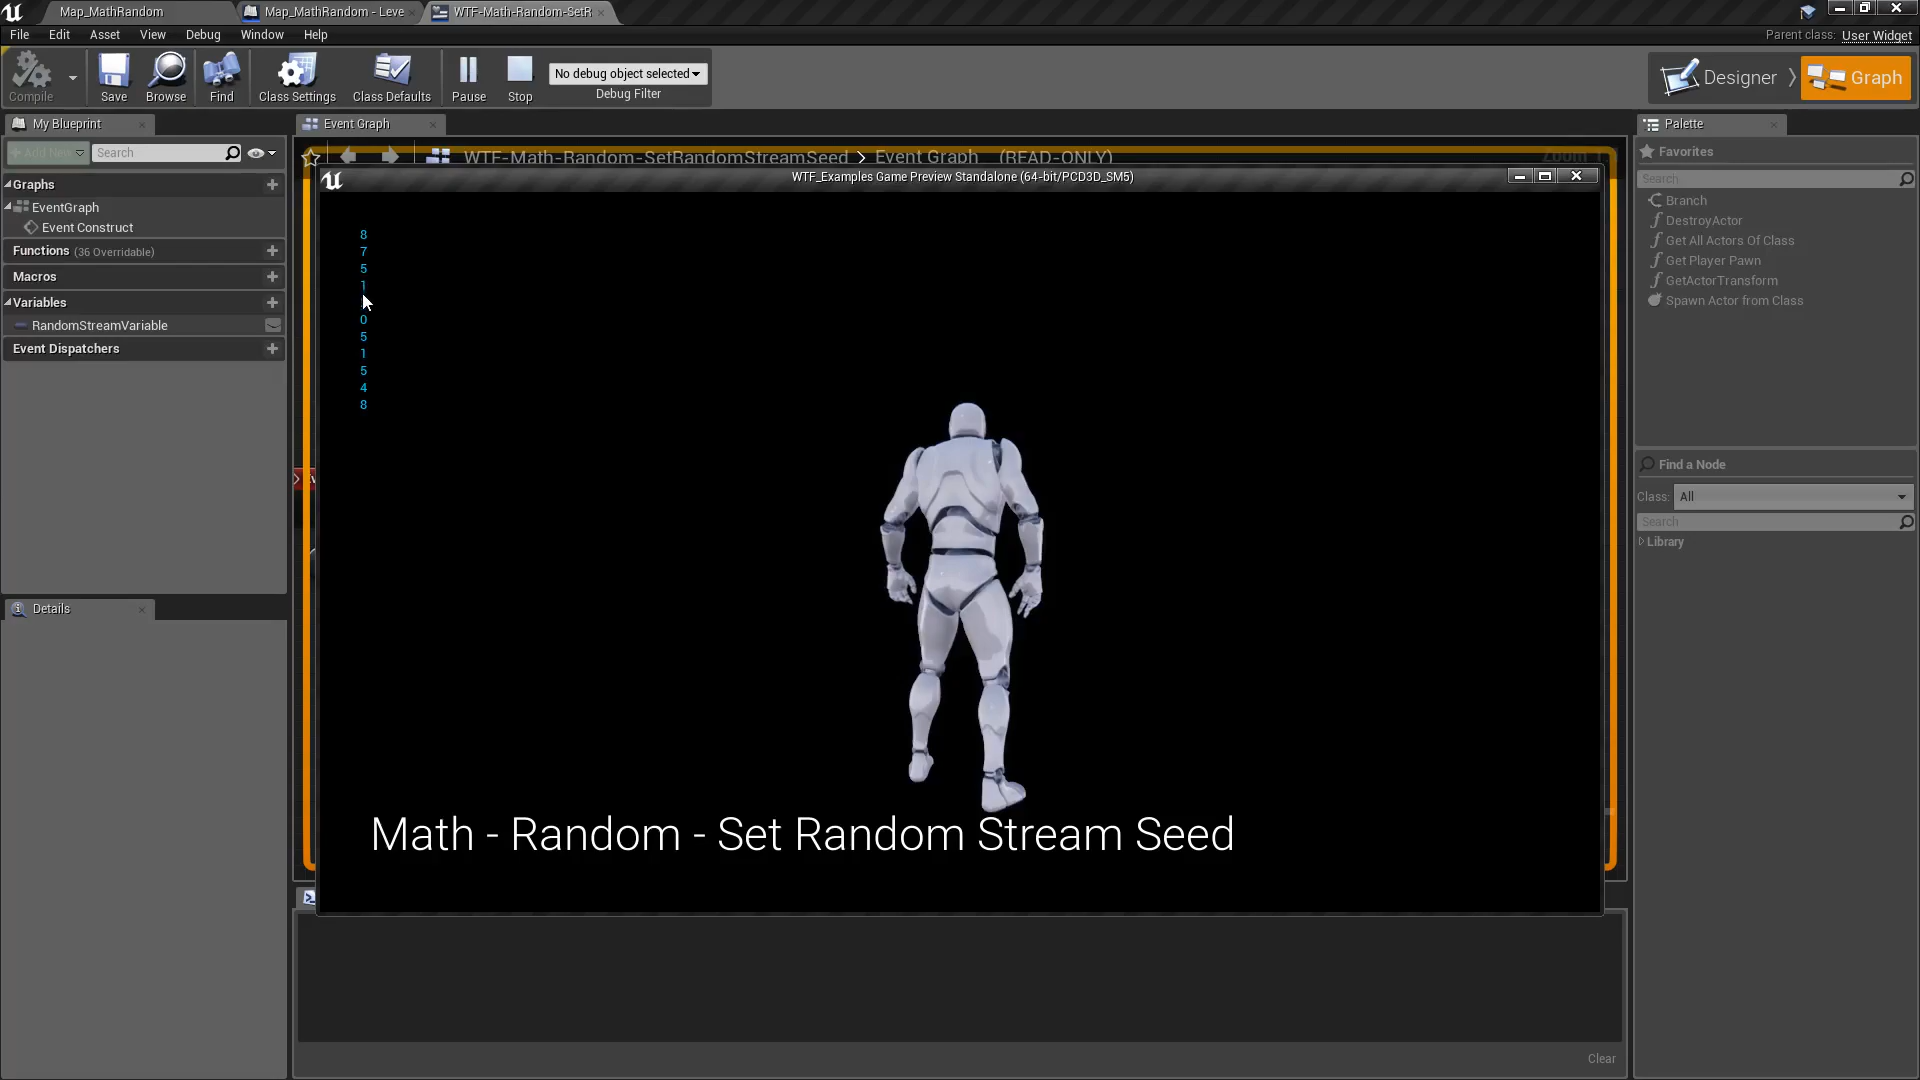 Map_MathRandom
Map_MathRandom - Leve
WTF-Math-Random-SetR
File Edit Asset View Debug Window Help
Parent class: User Widget
Compile
Save
Browse
Find
Class Settings
Class Defaults
Pause
Stop
No debug object selected
Debug Filter
Designer
Graph
My Blueprint
Event Graph
Palette
Add New
Search
WTF-Math-Random-SetRandomStreamSeed > Event Graph (READ-ONLY)
Favorites
Search
Graphs
EventGraph
Event Construct
Functions (36 Overridable)
Macros
Variables
RandomStreamVariable
Event Dispatchers
Details
WTF_Examples Game Preview Standalone (64-bit/PCD3D_SM5)
8
7
5
1
0
5
1
5
4
8
Math - Random - Set Random Stream Seed
Branch
DestroyActor
Get All Actors Of Class
Get Player Pawn
GetActorTransform
Spawn Actor from Class
Find a Node
Class: All
Search
Library
Clear